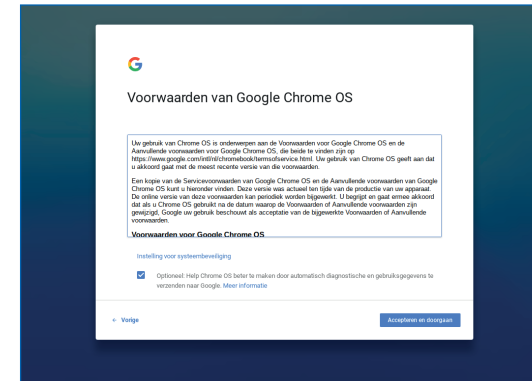 Voorwaarden van Google Chrome OS
Uw gebruik van Chrome OS is onderworpen aan de Voorwaarden voor Google Chrome OS en de
Aanvullende voorwaarden voor Google Chrome OS, die beide te vinden zijn op
https://www.google.com/intl/nl/chromebook/termsofservice.html. Uw gebruik van Chrome OS geeft aan dat
u akkoord gaat met de meest recente versie van die voorwaarden.
Een kopie van de Servicevoorwaarden van Google Chrome OS en de Aanvullende voorwaarden van Google
Chrome OS kunt u hieronder vinden. Deze versie was actueel ten tijde van de productie van uw apparaat.
De online versie van deze voorwaarden kan periodiek worden bijgewerkt. U begrijpt en gaat ermee akkoord
dat als u Chrome OS gebruikt na de datum waarop de Voorwaarden of Aanvullende voorwaarden zijn
gewijzigd, Google uw gebruik beschouwt als acceptatie van de bijgewerkte Voorwaarden of Aanvullende
voorwaarden.
Voorwaarden voor Google Chrome OS
Instelling voor systeembeveiliging
Optioneel: Help Chrome OS beter te maken door automatisch diagnostische en gebruiksgegevens te
verzenden naar Google. Meer informatie
← Vorige
Accepteren en doorgaan